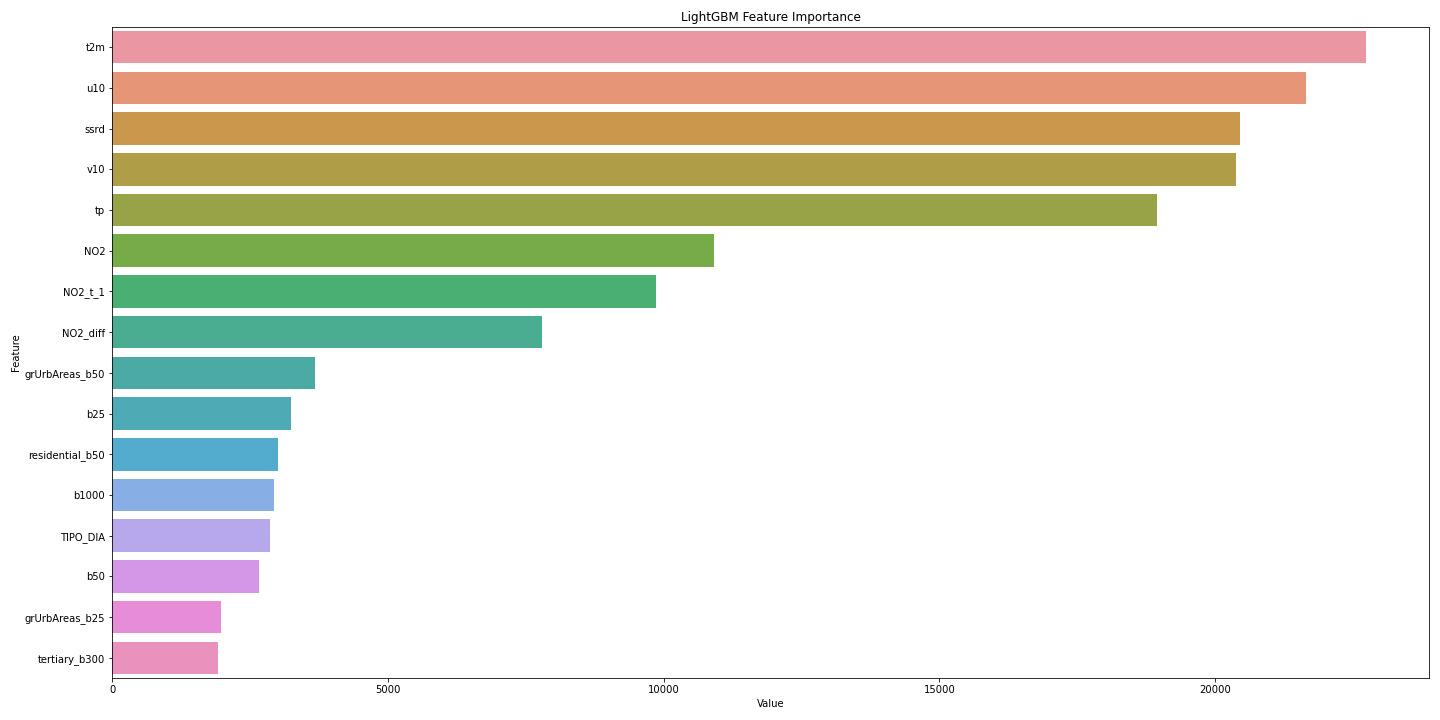 LightGBM Feature Importance
t2m
u10
ssrd
v10
tp
NO2
NO2_t_1
NO2_diff
grUrbAreas_b50
b25
residential_b50
b1000
TIPO_DIA
b50
grUrbAreas_b25
tertiary_b300
Feature
0 5000 10000 15000 20000
Value